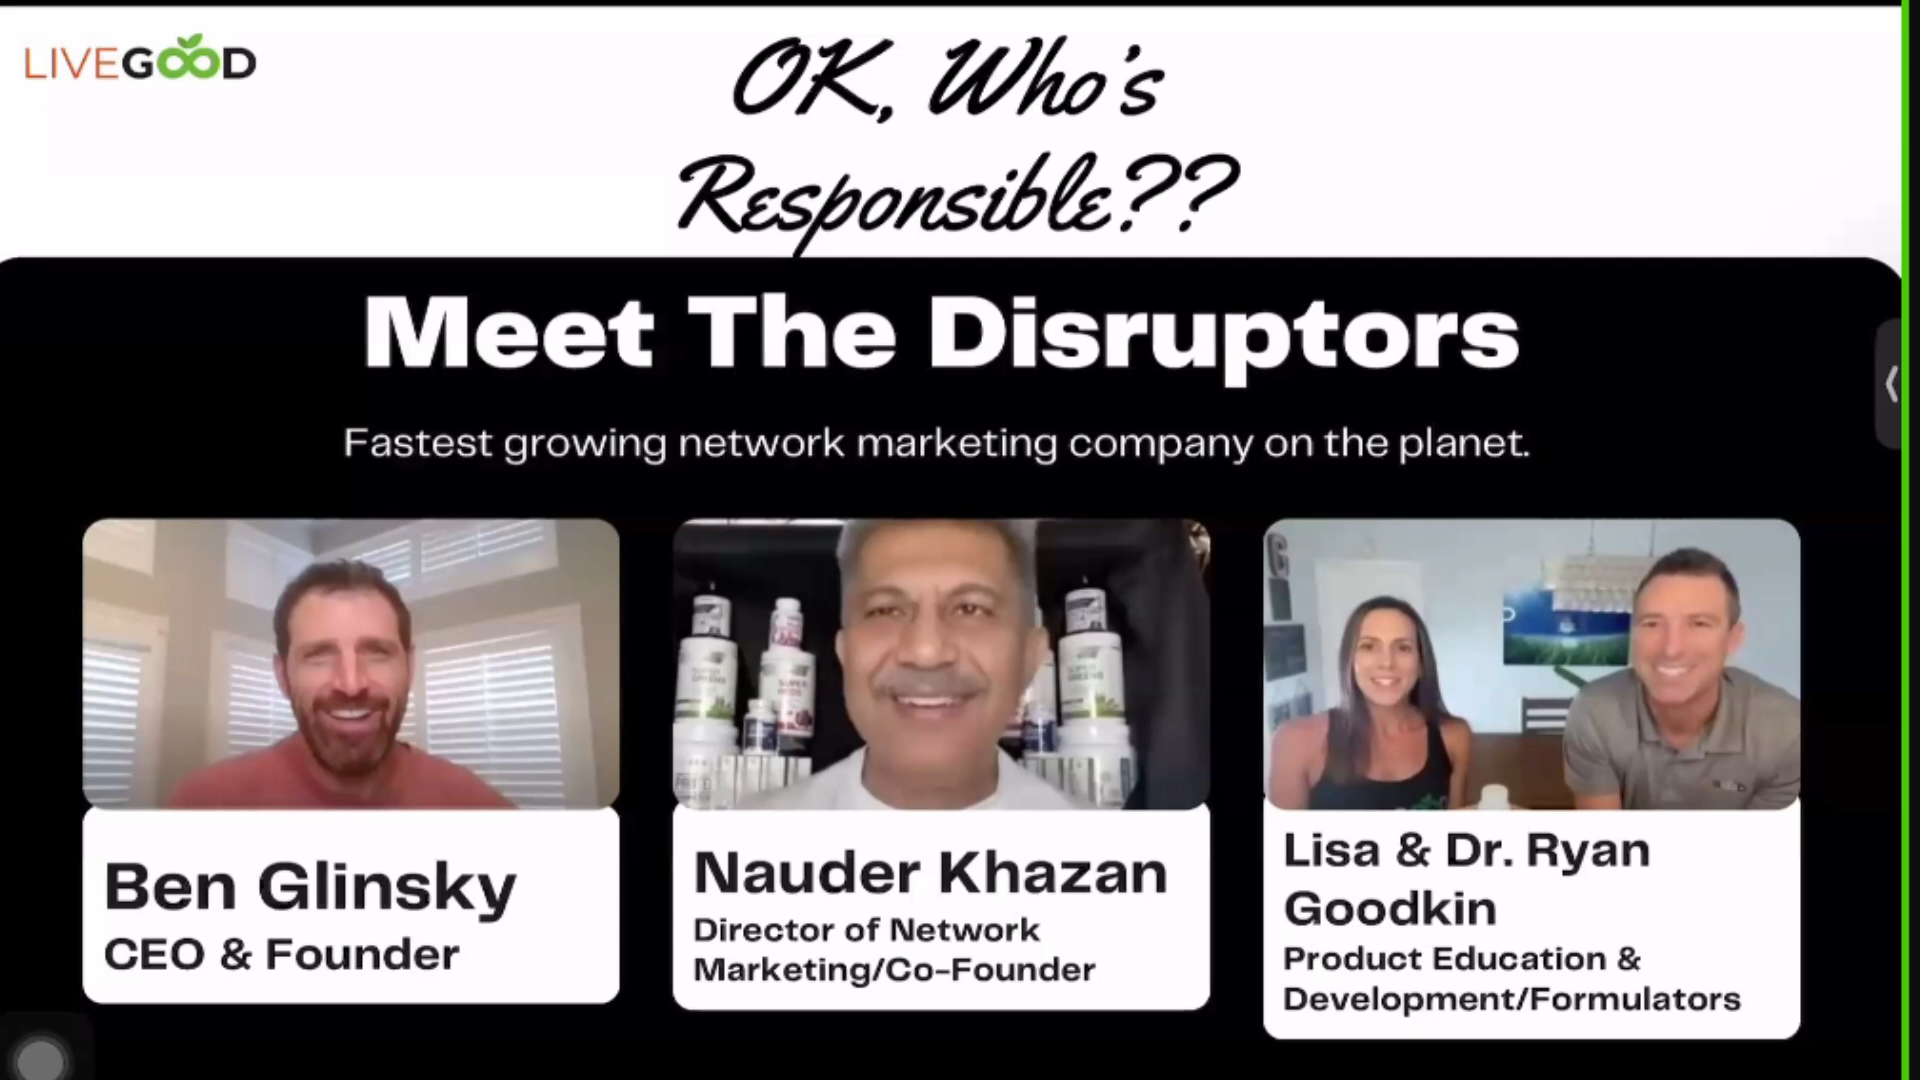 LIVEGOOD
OK, Who's
Responsible??
Meet The Disruptors
Fastest growing network marketing company on the planet.
Ben Glinsky
CEO & Founder
Nauder Khazan
Director of Network
Marketing/Co-Founder
Lisa & Dr. Ryan
Goodkin
Product Education &
Development/Formulators